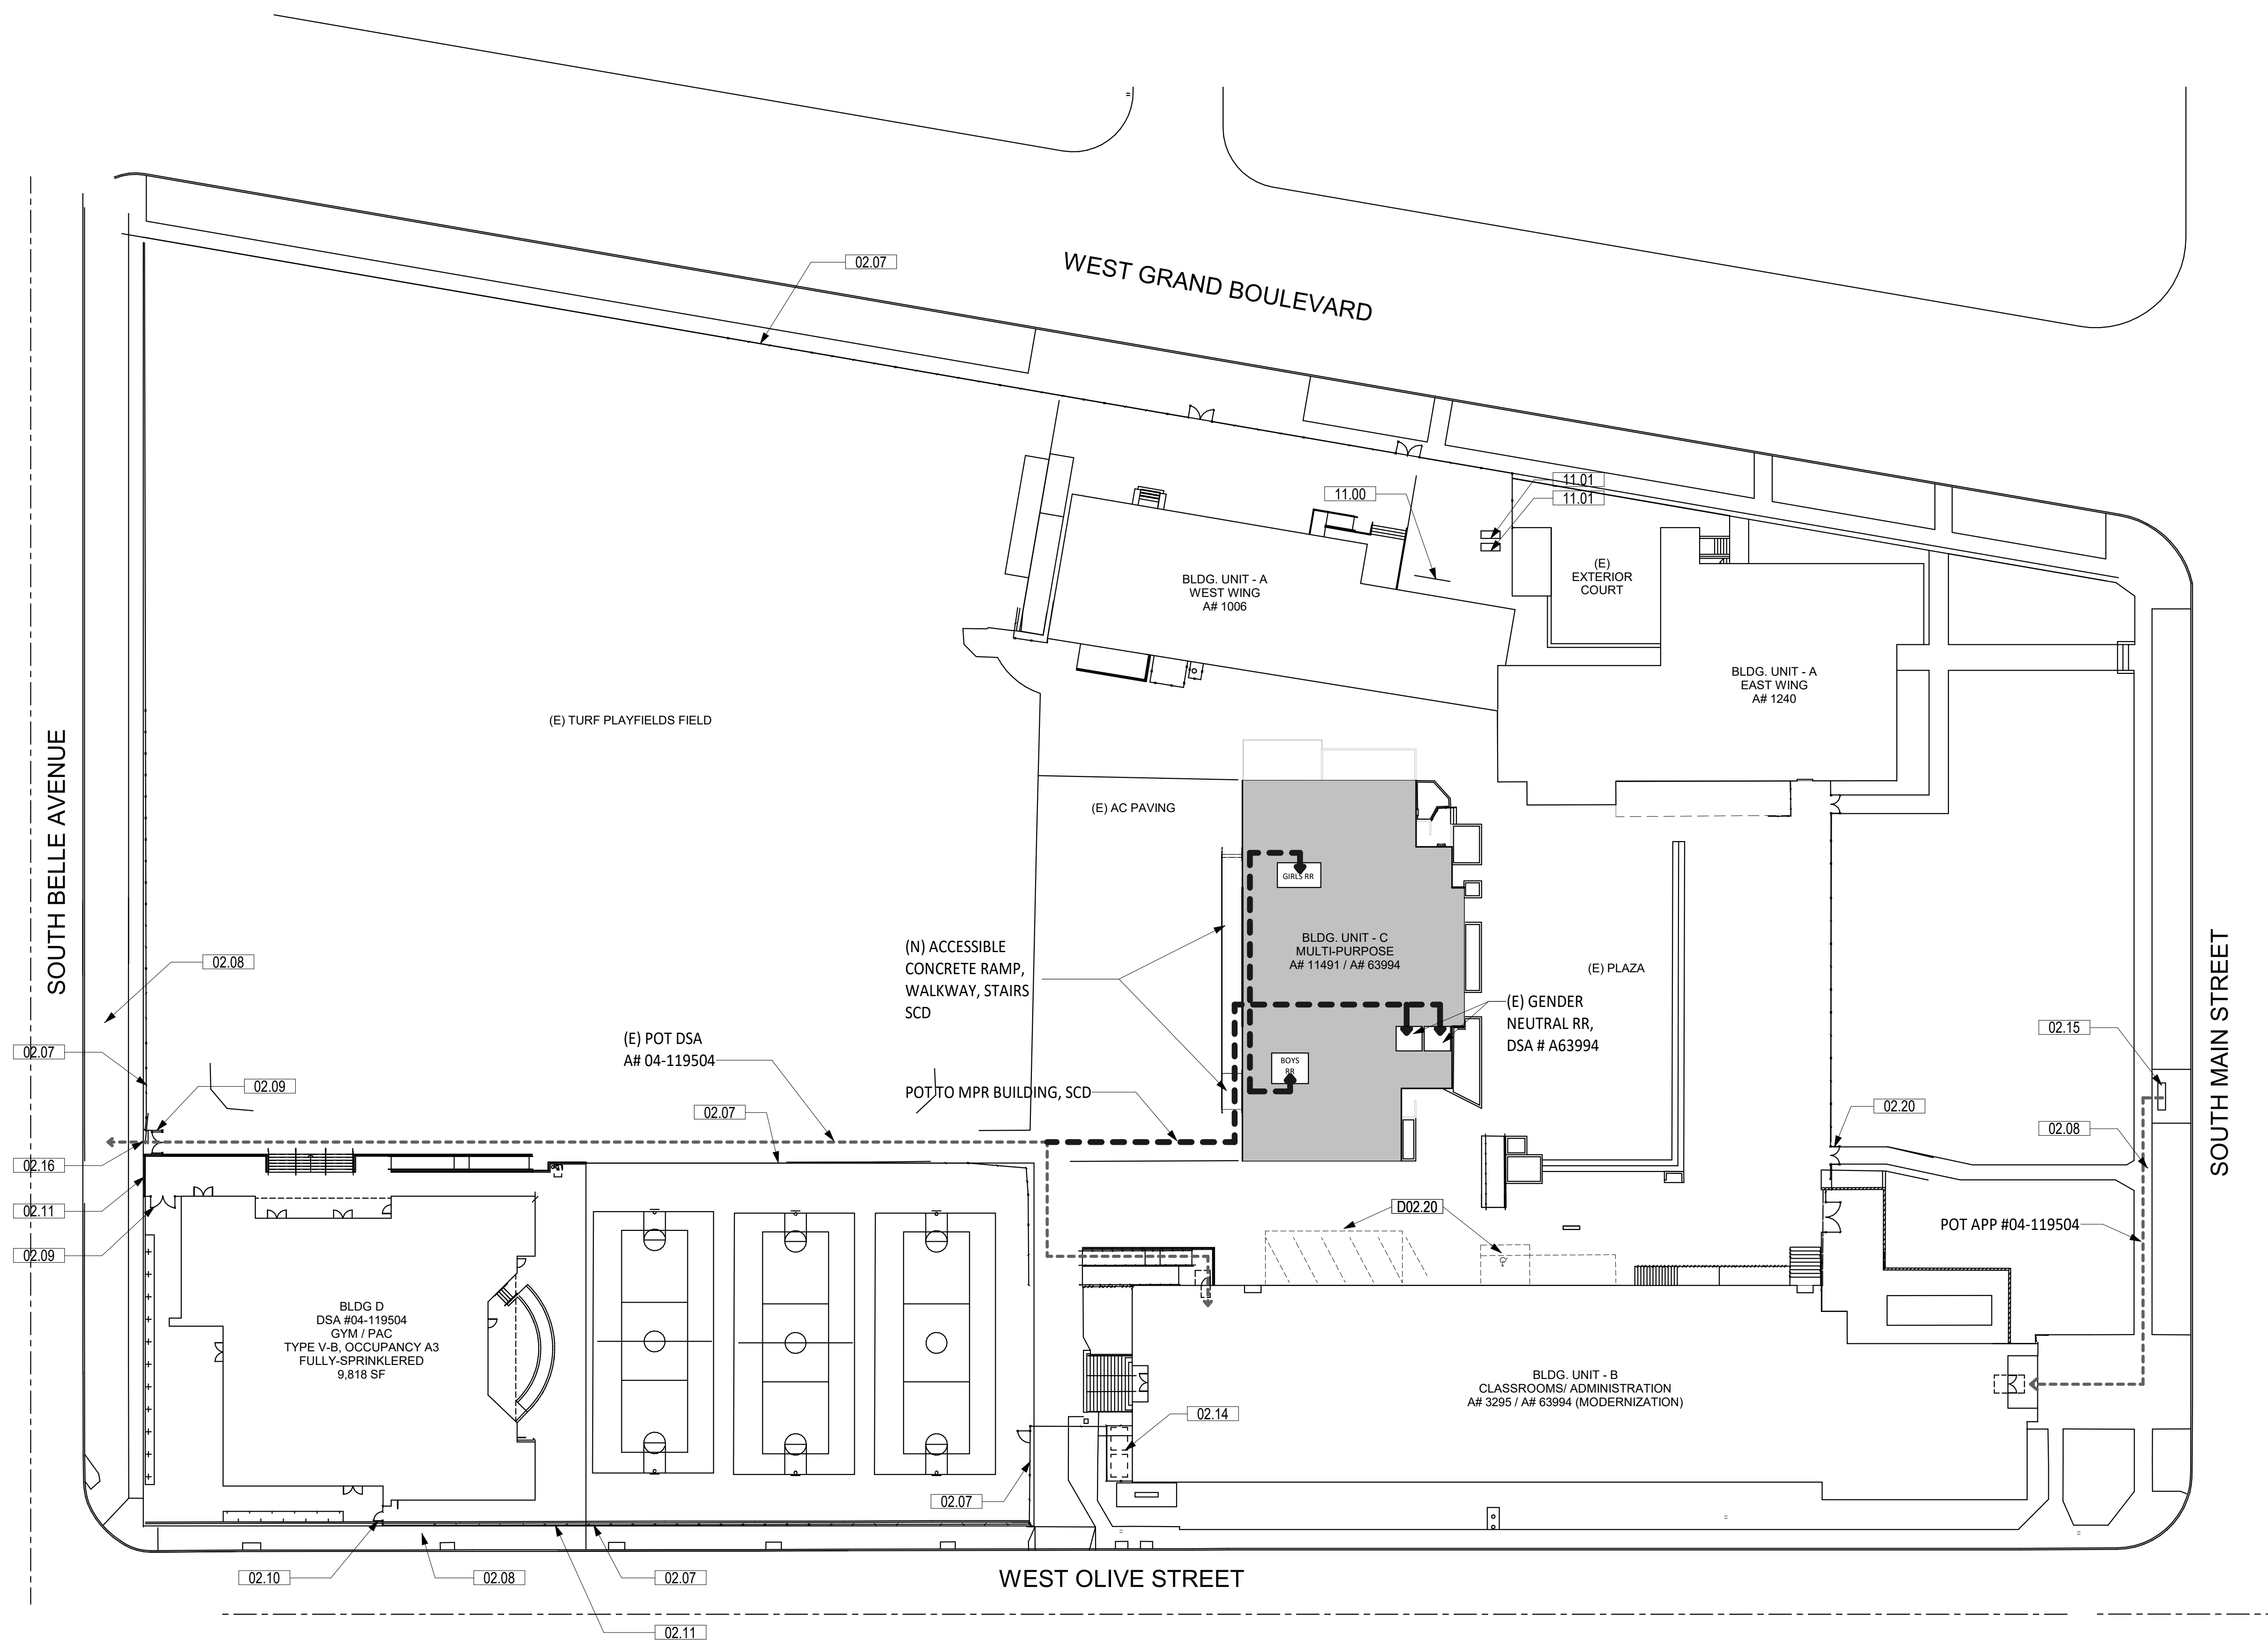 WEST GRAND BOULEVARD
02.07
11.00
11.01
11.01
(E)
EXTERIOR
COURT
BLDG. UNIT - A
WEST WING
A# 1006
BLDG. UNIT - A
EAST WING
A# 1240
(E) TURF PLAYFIELDS FIELD
(E) AC PAVING
SOUTH BELLE AVENUE
GIRLS RR
BLDG. UNIT - C
MULTI-PURPOSE
A# 11491 / A# 63994
(N) ACCESSIBLE
CONCRETE RAMP,
WALKWAY, STAIRS
SCD
(E) PLAZA
(E) GENDER
NEUTRAL RR,
DSA # A63994
SOUTH MAIN STREET
02.08
02.07
02.09
(E) POT DSA
A# 04-119504
BOYS
RR
POT TO MPR BUILDING, SCD
02.07
02.15
02.20
02.08
02.16
02.11
02.09
D02.20
POT APP #04-119504
BLDG D
DSA #04-119504
GYM / PAC
TYPE V-B, OCCUPANCY A3
FULLY-SPRINKLERED
9,818 SF
BLDG. UNIT - B
CLASSROOMS/ ADMINISTRATION
A# 3295 / A# 63994 (MODERNIZATION)
02.14
02.07
02.10
02.08
02.07
WEST OLIVE STREET
02.11